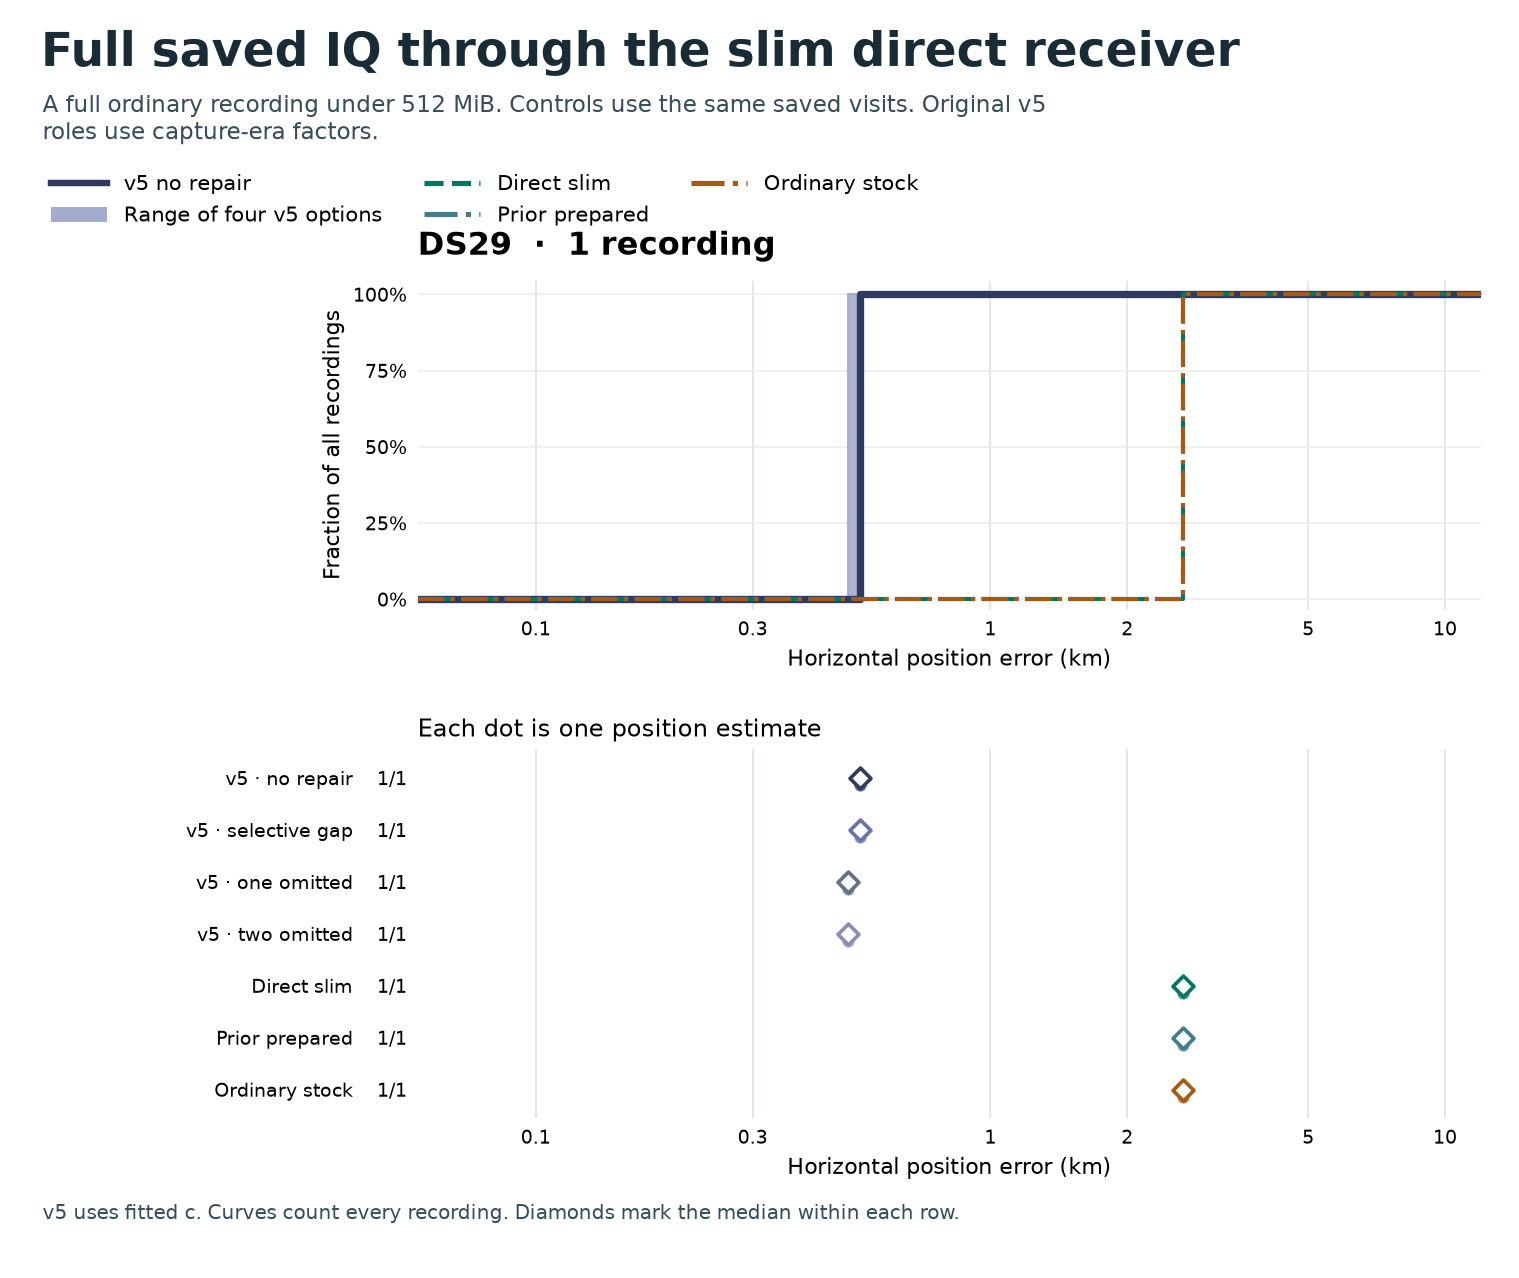 Full saved IQ through the slim direct receiver
A full ordinary recording under 512 MiB. Controls use the same saved visits. Original v5
roles use capture-era factors.
v5 no repair
Direct slim
Ordinary stock
Range of four v5 options
Prior prepared
DS29 · 1 recording
100%
75%
50%
25%
0%
Fraction of all recordings
0.1 0.3 1 2 5 10
Horizontal position error (km)
Each dot is one position estimate
v5 · no repair 1/1
v5 · selective gap 1/1
v5 · one omitted 1/1
v5 · two omitted 1/1
Direct slim 1/1
Prior prepared 1/1
Ordinary stock 1/1
0.1 0.3 1 2 5 10
Horizontal position error (km)
v5 uses fitted c. Curves count every recording. Diamonds mark the median within each row.